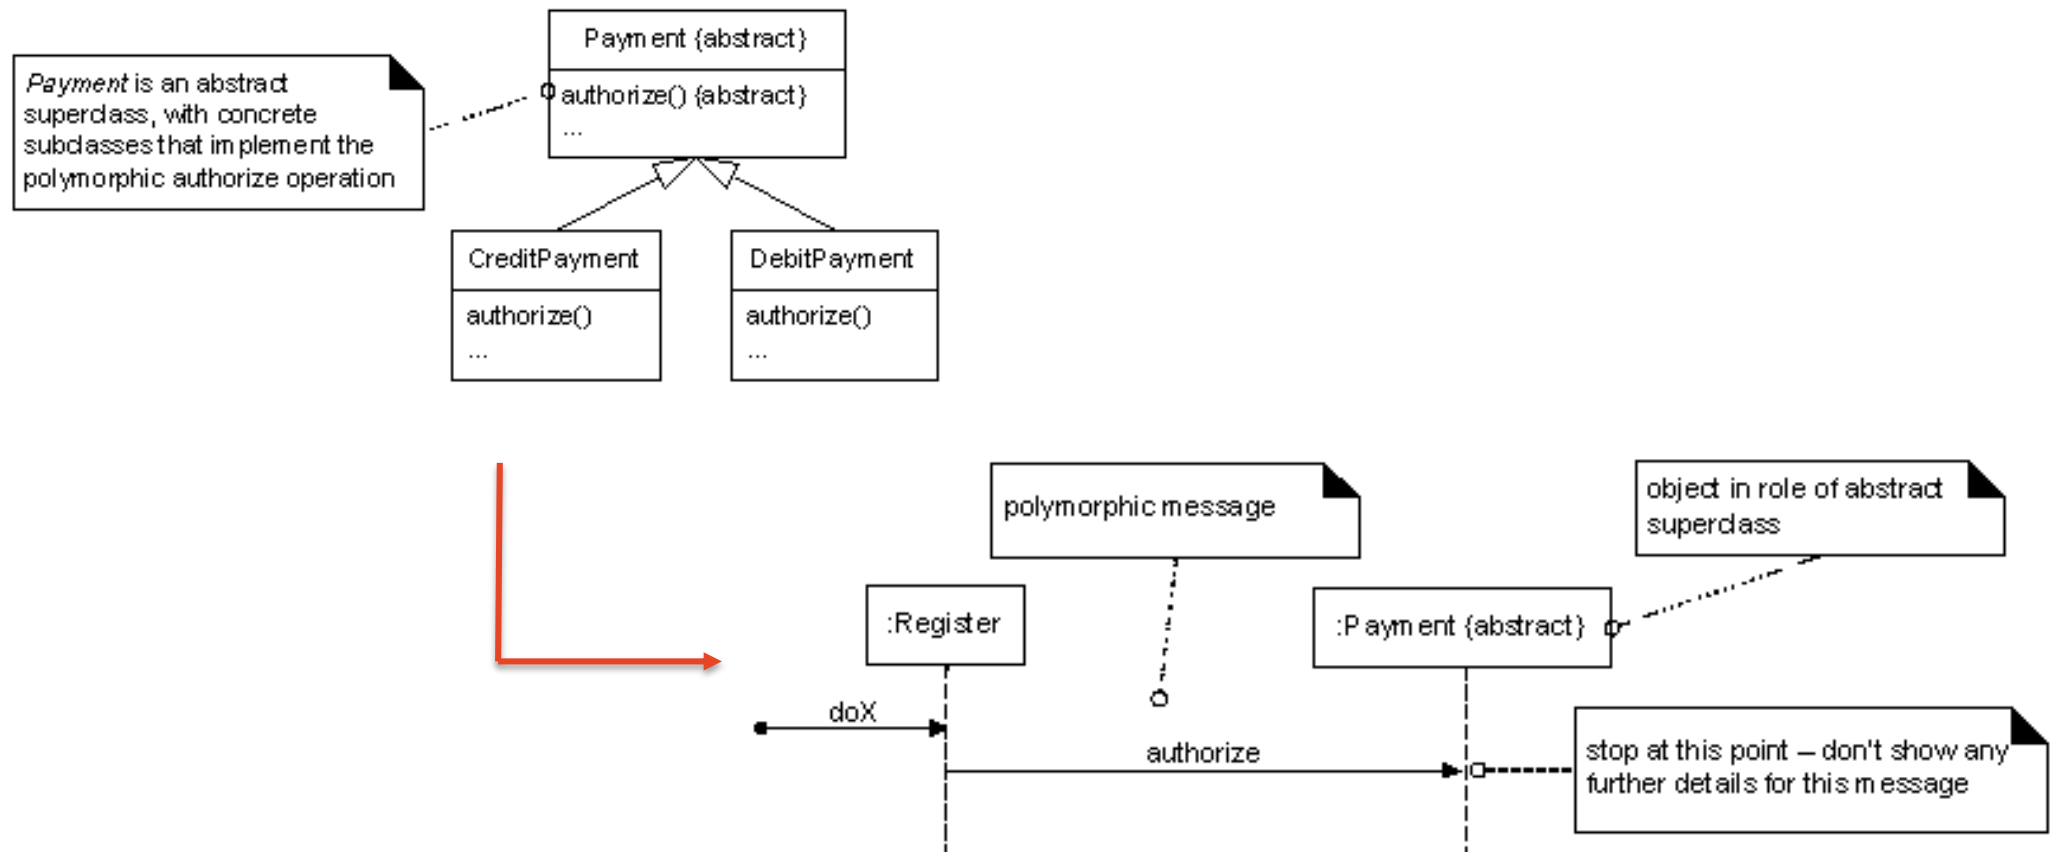 Payment {abstract}
Payment is an abstract
superclass, with concrete
subclasses that implement the
polymorphic authorize operation
authorize() {abstract}
...
CreditPayment
authorize()
...
DebitPayment
authorize()
...
polymorphic message
object in role of abstract
superclass
:Register
:Payment {abstract}
doX
authorize
stop at this point – don't show any
further details for this message